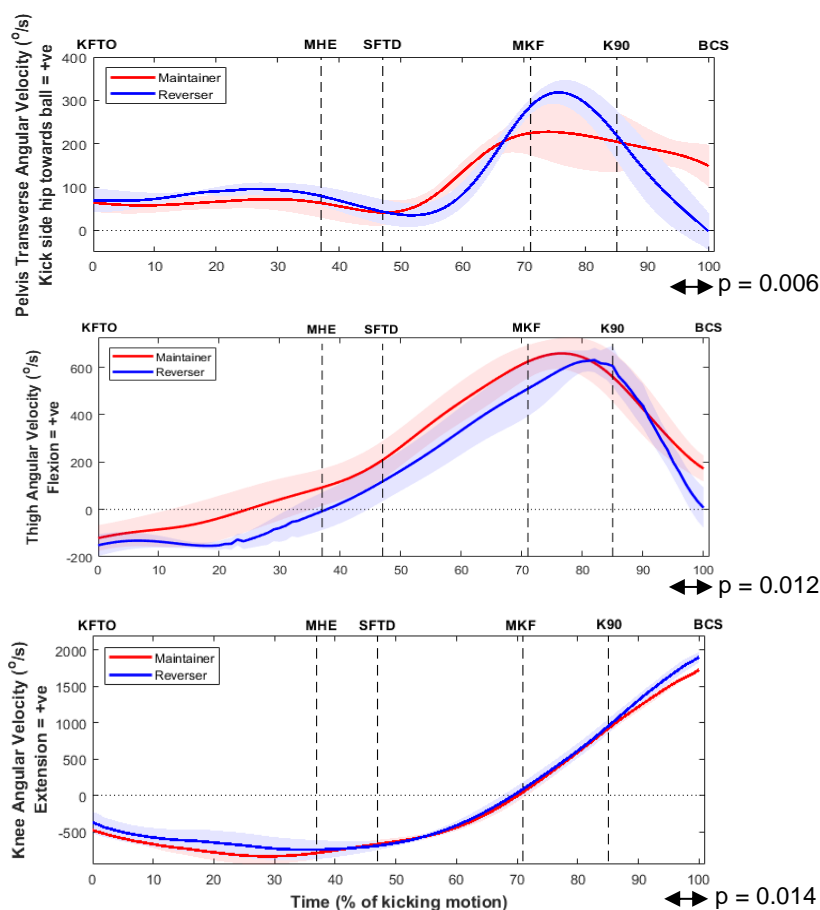 KFTO MHE SFTD MKF K90 BCS
Pelvis Transverse Angular Velocity (°/s)
Kick side hip towards ball = +ve
Maintainer
Reverser
400
300
200
100
0
0 10 20 30 40 50 60 70 80 90 100
p = 0.006
KFTO MHE SFTD MKF K90 BCS
Thigh Angular Velocity (°/s)
Flexion = +ve
Maintainer
Reverser
600
400
200
0
-200
0 10 20 30 40 50 60 70 80 90 100
p = 0.012
KFTO MHE SFTD MKF K90 BCS
Knee Angular Velocity (°/s)
Extension = +ve
Maintainer
Reverser
2000
1500
1000
500
0
-500
0 10 20 30 40 50 60 70 80 90 100
Time (% of kicking motion)
p = 0.014